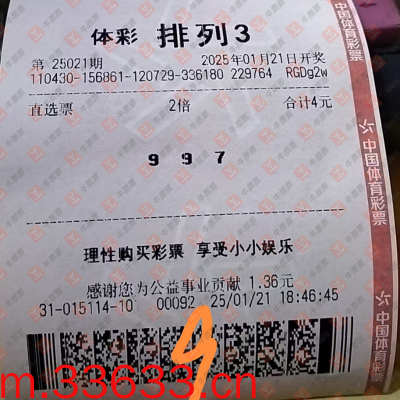 体彩 排列3
第 25021期 2025年01月21日开奖
110430-156861-120729-336180 229764 RGDg2w
直选票 2倍 合计4元
9 9 7
理性购买彩票 享受小小娱乐
感谢您为公益事业贡献 1.36元
31-015114-10 00092 25/01/21 18:46:45
9
m.33633.cn
中国体育彩票
中国体育彩票
中国体育彩票